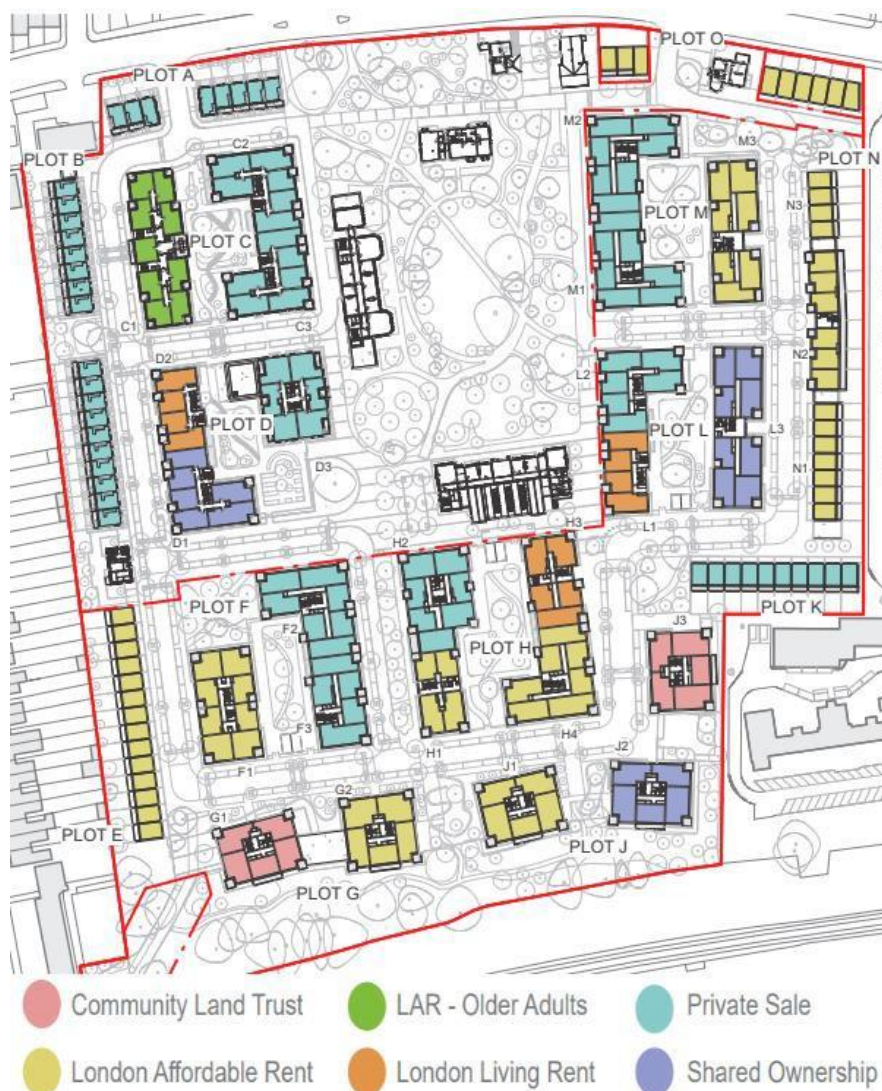 PLOT O
PLOT A
M2
M3
PLOT B
C2
PLOT N
N3
PLOT M
PLOT C
M1
C1
C3
D2
L2
N2
PLOT D
PLOT L
L3
D3
N1
D1
H2
H3
L1
PLOT F
PLOT K
J3
F2
PLOT H
F3
H4
J2
H1
F1
J1
G2
G1
PLOT E
PLOT J
PLOT G
Community Land Trust
LAR - Older Adults
Private Sale
London Affordable Rent
London Living Rent
Shared Ownership